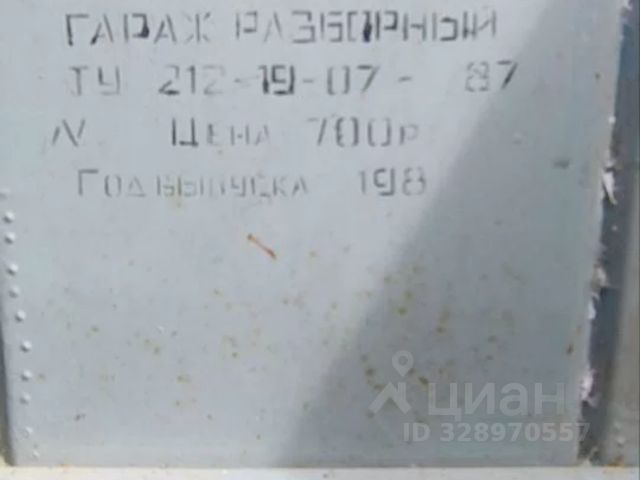 ГАРАЖ РАЗБОРНЫЙ
ТУ 212-19-07-87
N ЦЕНА 700р
ГОД ВЫПУСКА 198
циан
ID 328970557